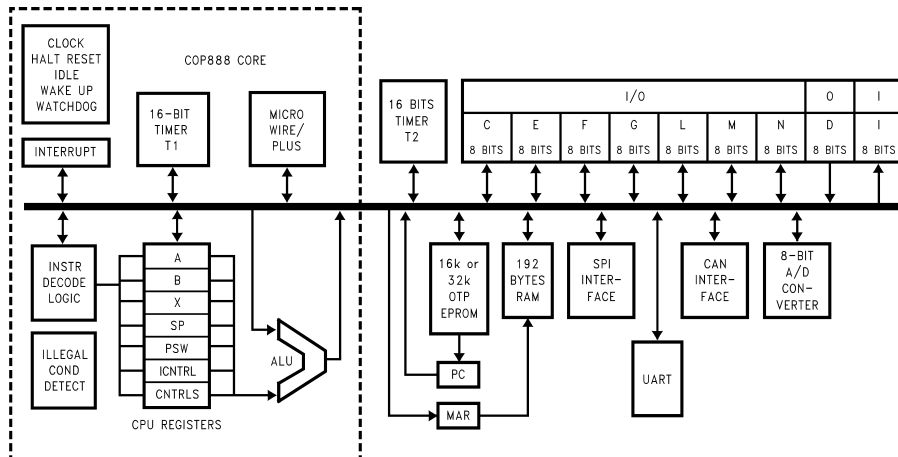 CLOCK
HALT RESET
IDLE
WAKE UP
WATCHDOG
COP888 CORE
INTERRUPT
16-BIT
TIMER
T1
MICRO
WIRE/
PLUS
16 BITS
TIMER
T2
I/O O I
C E F G L M N D I
8 BITS 8 BITS 8 BITS 8 BITS 8 BITS 8 BITS 8 BITS 8 BITS 8 BITS
INSTR
DECODE
LOGIC
ILLEGAL
COND
DETECT
A
B
X
SP
PSW
ICNTRL
CNTRLS
CPU REGISTERS
ALU
16k or
32k
OTP
EPROM
PC
MAR
192
BYTES
RAM
SPI
INTER-
FACE
UART
CAN
INTER-
FACE
8-BIT
A/D
CON-
VERTER